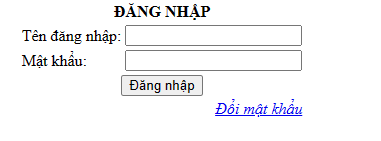 ĐĂNG NHẬP
Tên đăng nhập:
Mật khẩu:
Đăng nhập
Đổi mật khẩu